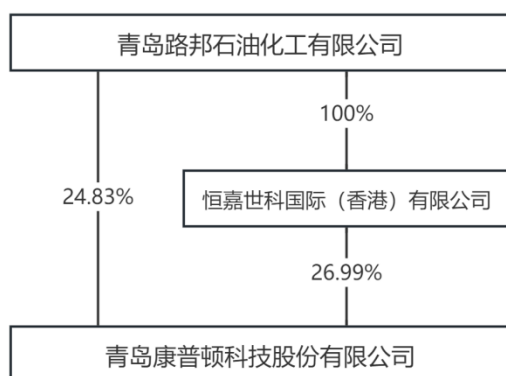 青岛路邦石油化工有限公司
100%
24.83%
恒嘉世科国际（香港）有限公司
26.99%
青岛康普顿科技股份有限公司